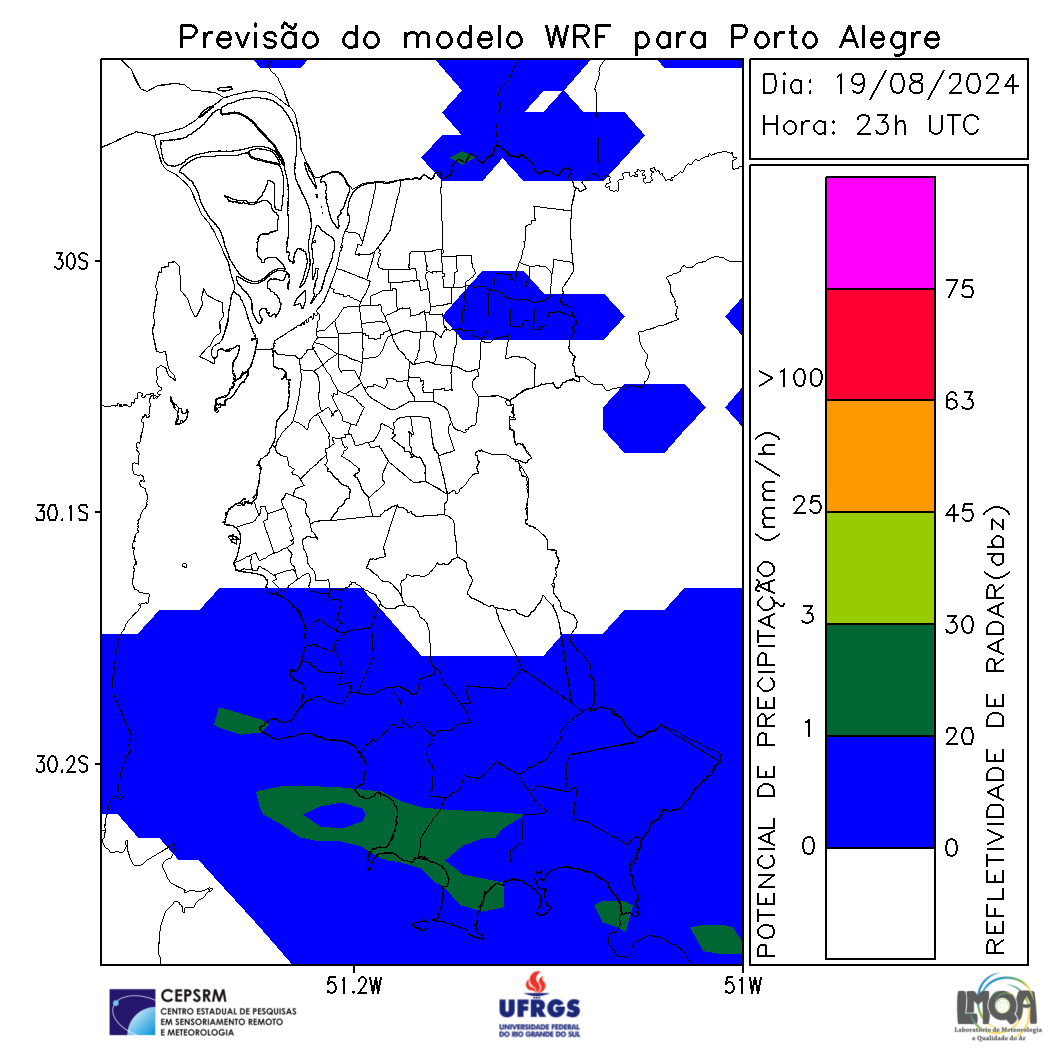 Previsão do modelo WRF para Porto Alegre
Dia: 19/08/2024
Hora: 23h UTC
30S
30.1S
30.2S
51.2W
51W
POTENCIAL DE PRECIPITAÇÃO (mm/h)
>100
25
3
1
0
75
63
45
30
20
0
REFLETIVIDADE DE RADAR(dbz)
CEPSRM
CENTRO ESTADUAL DE PESQUISAS
EM SENSORIAMENTO REMOTO
E METEOROLOGIA
UFRGS
UNIVERSIDADE FEDERAL
DO RIO GRANDE DO SUL
LMQA
Laboratório de Meteorologia
e Qualidade do Ar